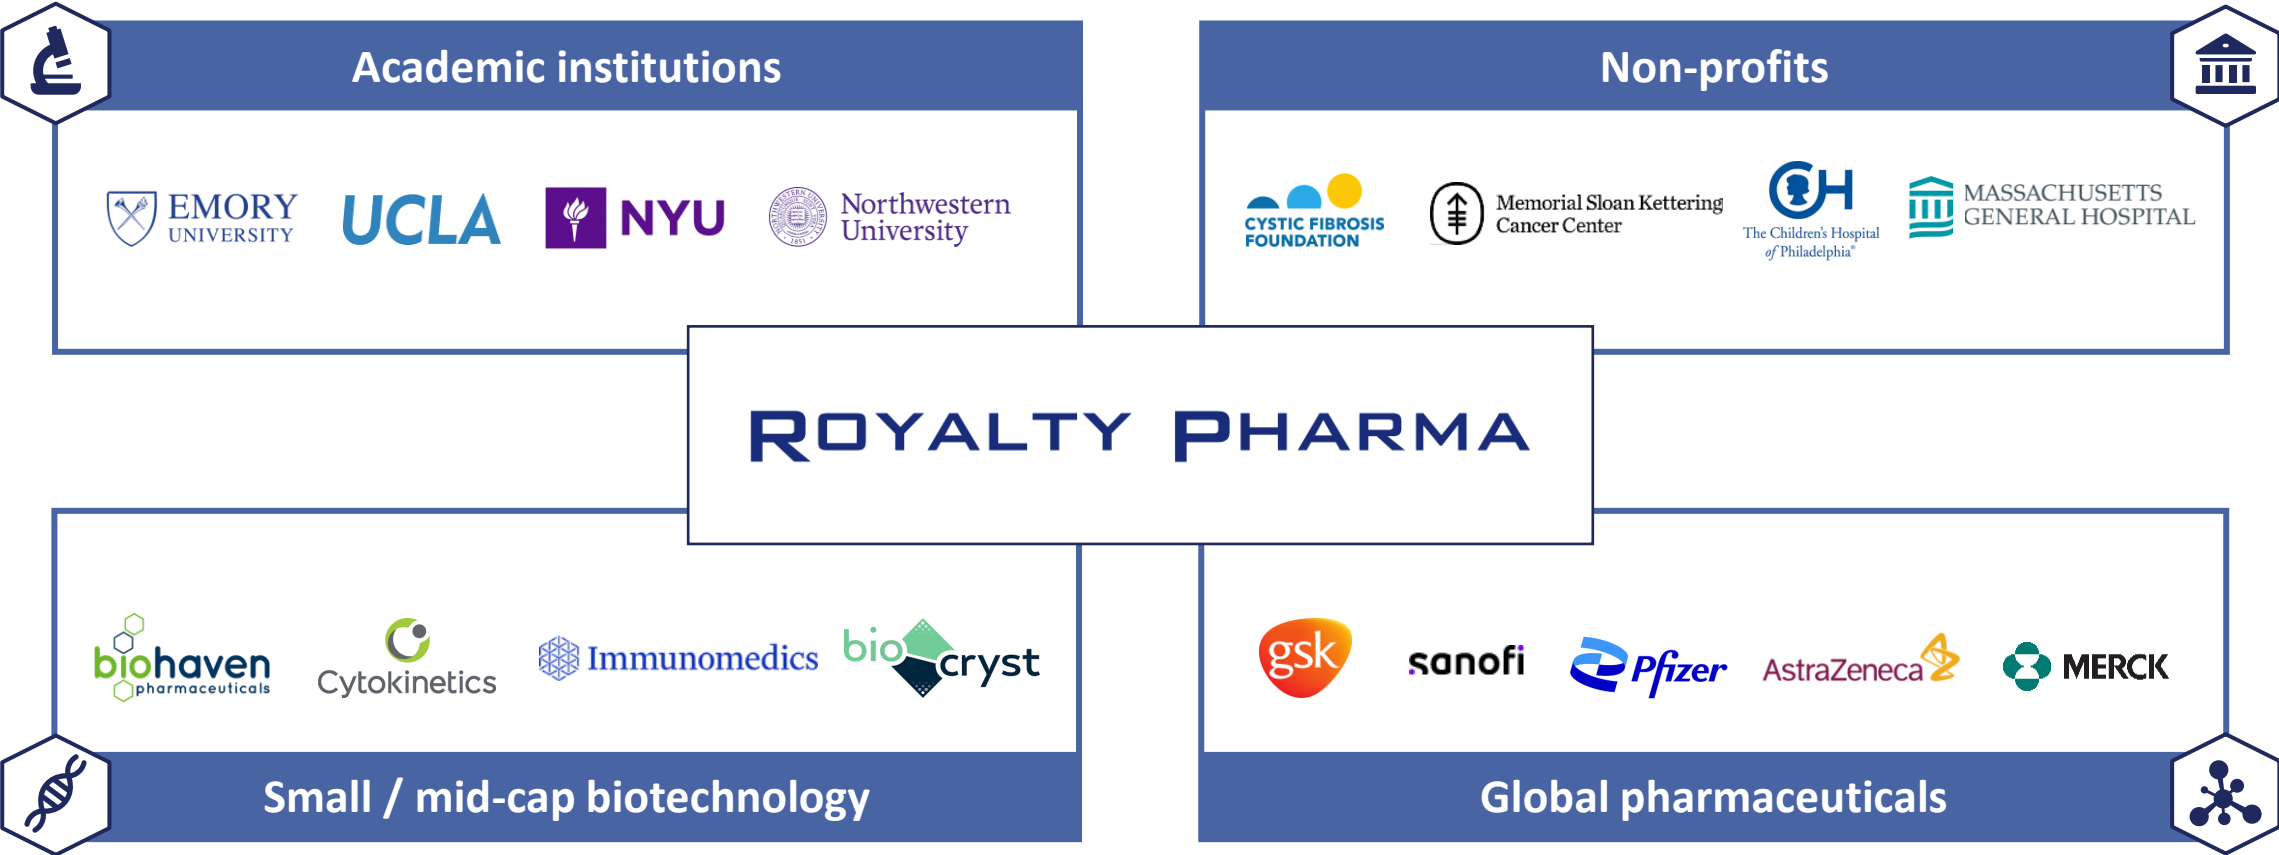 Academic institutions
EMORY
UNIVERSITY
UCLA
NYU
Northwestern
University
Non-profits
CYSTIC FIBROSIS
FOUNDATION
Memorial Sloan Kettering
Cancer Center
CH
The Children's Hospital
of Philadelphia®
MASSACHUSETTS
GENERAL HOSPITAL
ROYALTY PHARMA
biohaven
pharmaceuticals
Cytokinetics
Immunomedics
biocryst
Small / mid-cap biotechnology
gsk
sanofi
Pfizer
AstraZeneca
MERCK
Global pharmaceuticals